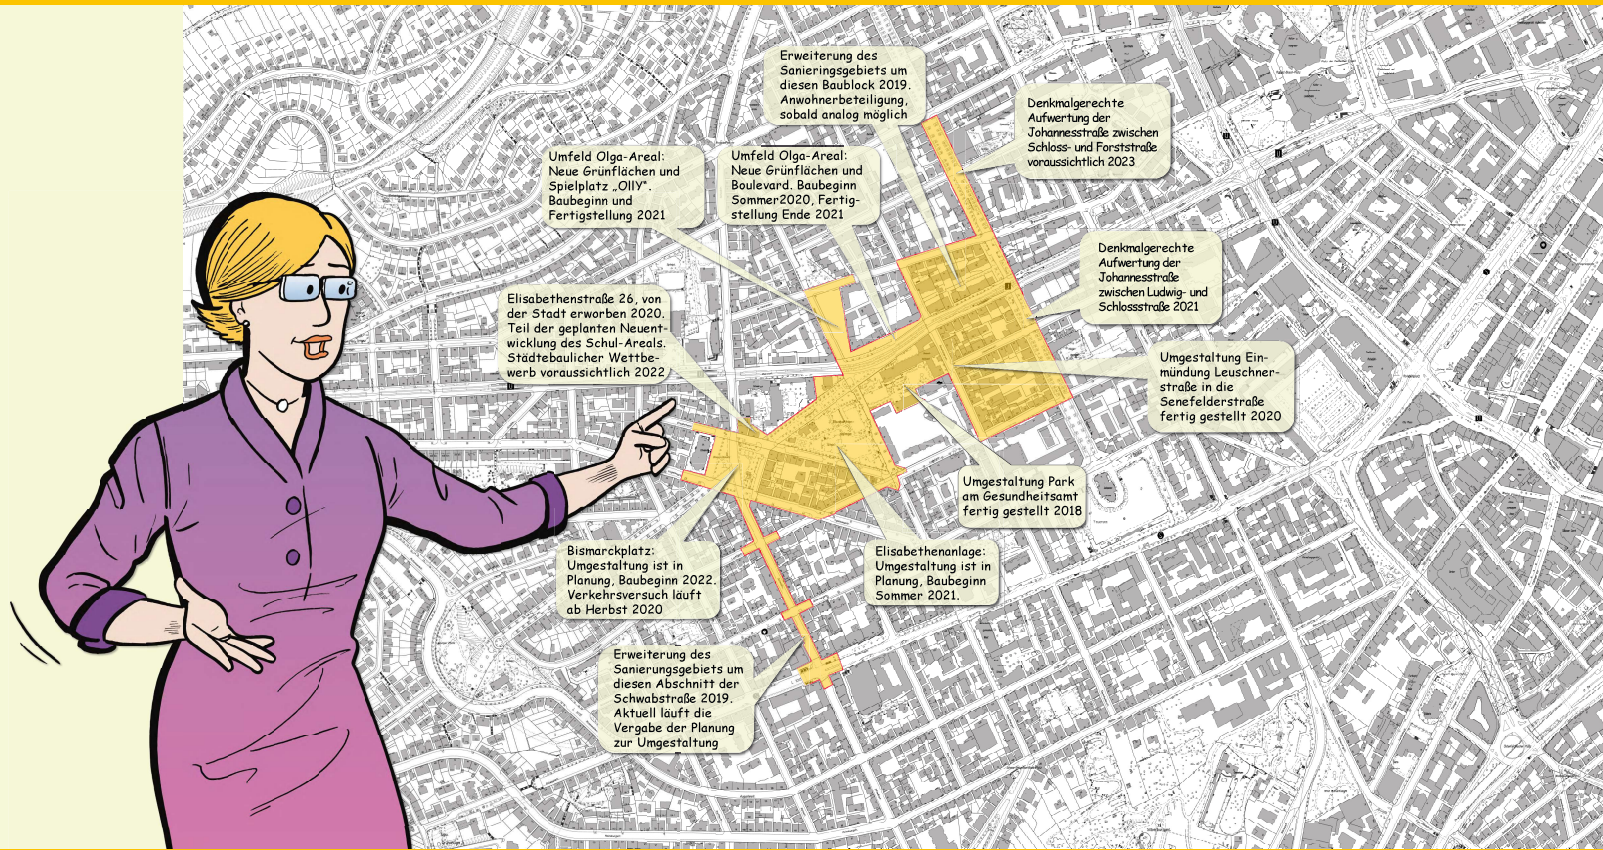 Erweiterung des
Sanieringsgebiets um
diesen Baublock 2019.
Anwohnerbeteiligung,
sobald analog möglich
Denkmalgerechte
Aufwertung der
Johannesstraße zwischen
Schloss- und Forststraße
voraussichtlich 2023
Umfeld Olga-Areal:
Neue Grünflächen und
Spielplatz „Olly“.
Baubeginn und
Fertigstellung 2021
Umfeld Olga-Areal:
Neue Grünflächen und
Boulevard. Baubeginn
Sommer2020, Fertig-
stellung Ende 2021
Denkmalgerechte
Aufwertung der
Johannesstraße
zwischen Ludwig- und
Schlossstraße 2021
Elisabethenstraße 26, von
der Stadt erworben 2020.
Teil der geplanten Neuent-
wicklung des Schul-Areals.
Städtebaulicher Wettbe-
werb voraussichtlich 2022
Umgestaltung Ein-
mündung Leuschner-
straße in die
Senefelderstraße
fertig gestellt 2020
Umgestaltung Park
am Gesundheitsamt
fertig gestellt 2018
Bismarckplatz:
Umgestaltung ist in
Planung, Baubeginn 2022.
Verkehrsversuch läuft
ab Herbst 2020
Elisabethenanlage:
Umgestaltung ist in
Planung, Baubeginn
Sommer 2021.
Erweiterung des
Sanierungsgebiets um
diesen Abschnitt der
Schwabstraße 2019.
Aktuell läuft die
Vergabe der Planung
zur Umgestaltung